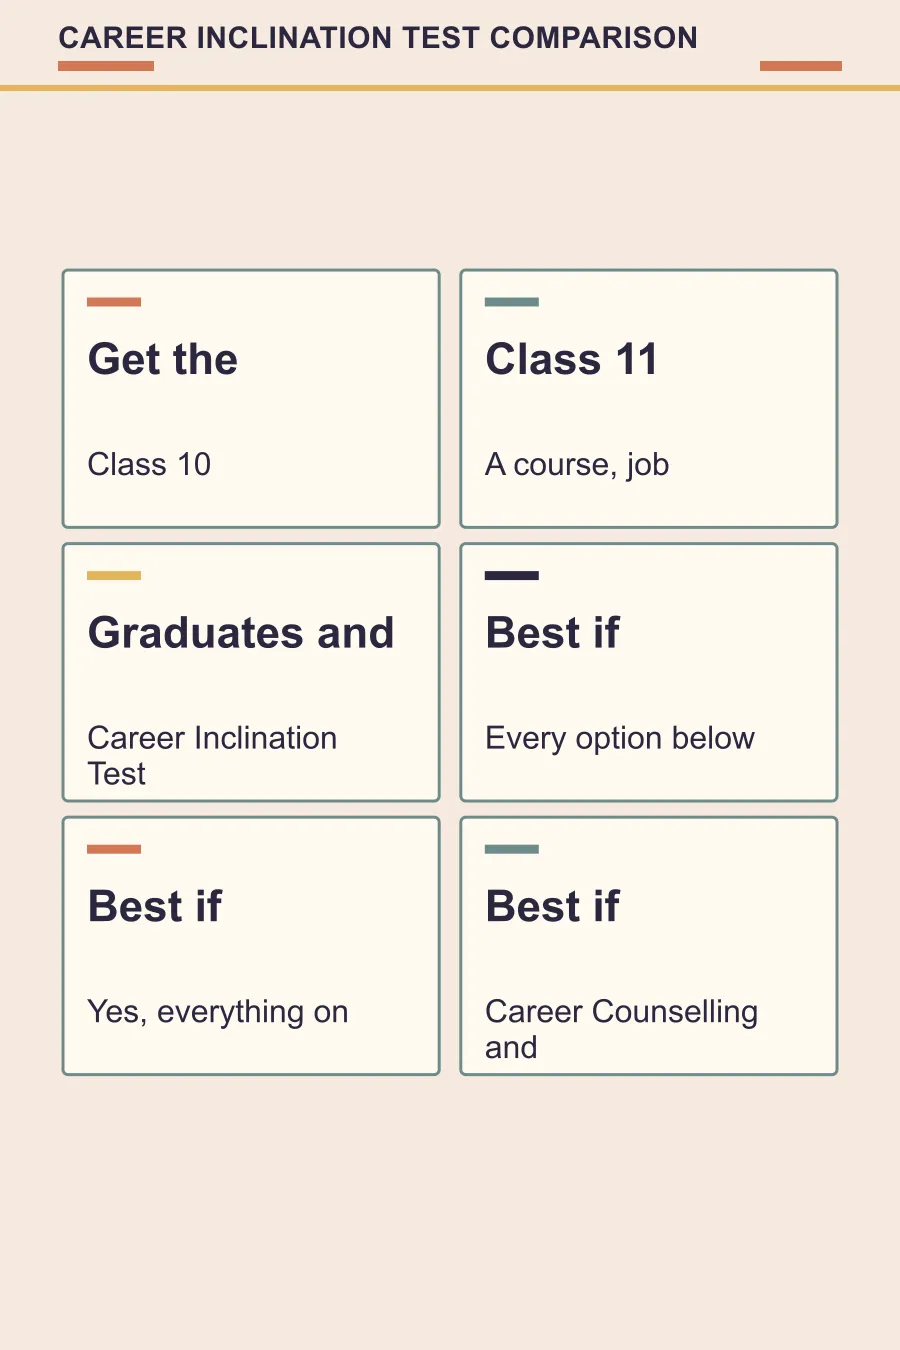 CAREER INCLINATION TEST COMPARISON
Get the
Class 10
Class 11
A course, job
Graduates and
Career Inclination
Test
Best if
Every option below
Best if
Yes, everything on
Best if
Career Counselling
and